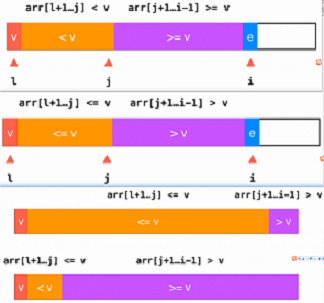 arr[l+1...j] < v arr[j+1...i-1] >= v
v < v >= v e
l j i
arr[l+1...j] <= v arr[j+1...i-1] > v
v <= v > v e
l j i
arr[l+1...j] <= v arr[j+1...i-1] > v
v <= v > v
arr[l+1...j] <= v arr[j+1...i-1] > v
v < v >= v